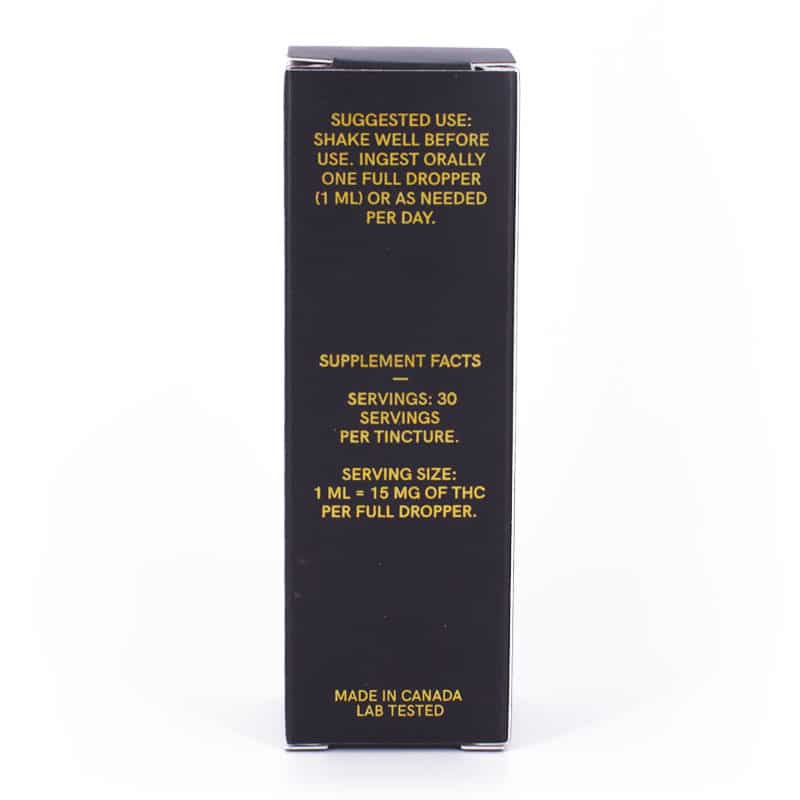 SUGGESTED USE:
SHAKE WELL BEFORE
USE. INGEST ORALLY
ONE FULL DROPPER
(1 ML) OR AS NEEDED
PER DAY.
SUPPLEMENT FACTS
—
SERVINGS: 30
SERVINGS
PER TINCTURE.
SERVING SIZE:
1 ML = 15 MG OF THC
PER FULL DROPPER.
MADE IN CANADA
LAB TESTED